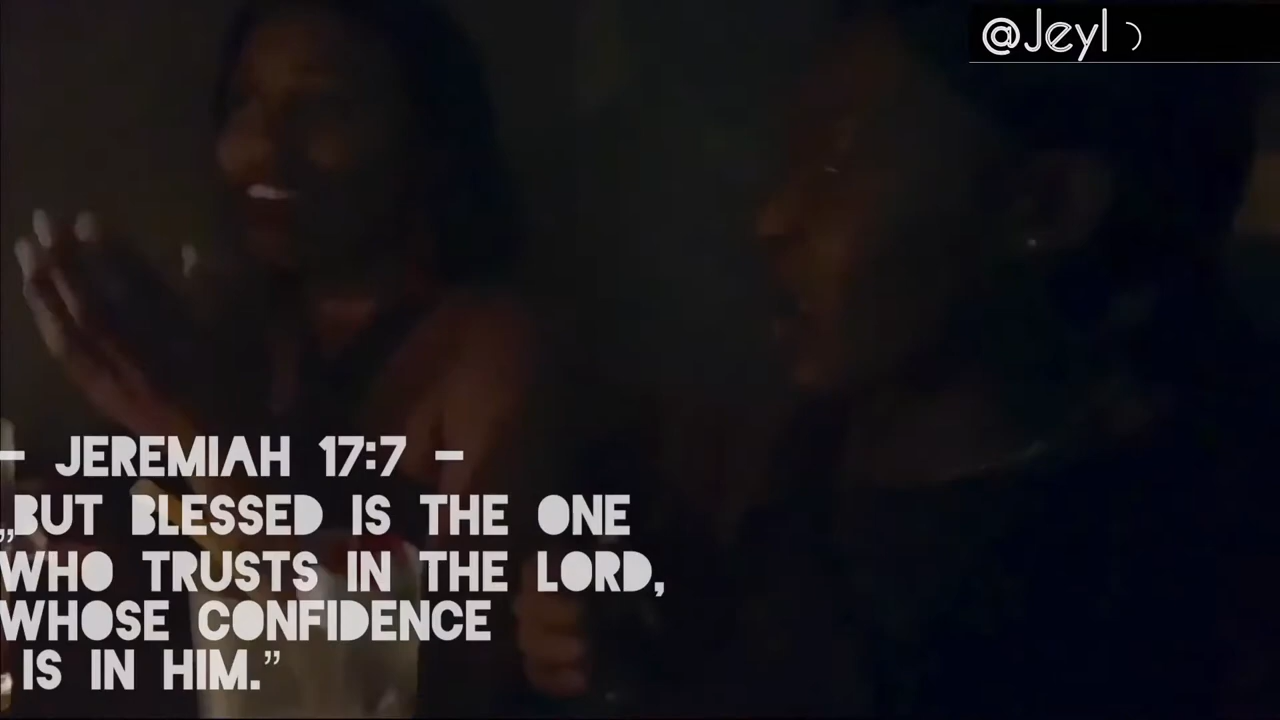 @Jeyl
– JEREMIAH 17:7 –
„BUT BLESSED IS THE ONE
WHO TRUSTS IN THE LORD,
WHOSE CONFIDENCE
IS IN HIM.”